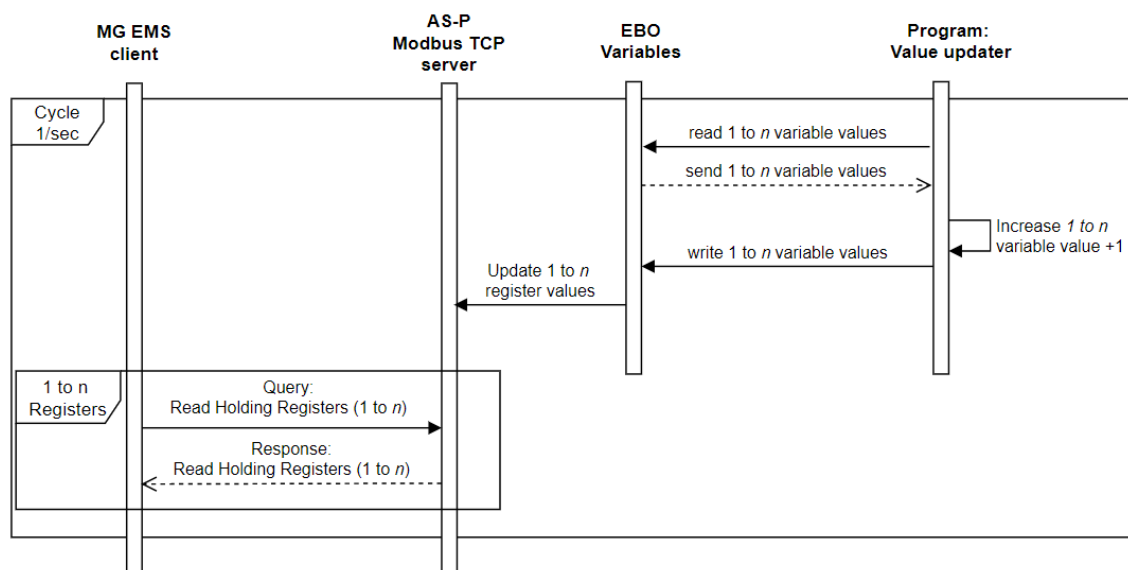 MG EMS
client
AS-P
Modbus TCP
server
EBO
Variables
Program:
Value updater
Cycle
1/sec
read 1 to n variable values
send 1 to n variable values
Increase 1 to n
variable value +1
write 1 to n variable values
Update 1 to n
register values
1 to n
Registers
Query:
Read Holding Registers (1 to n)
Response:
Read Holding Registers (1 to n)